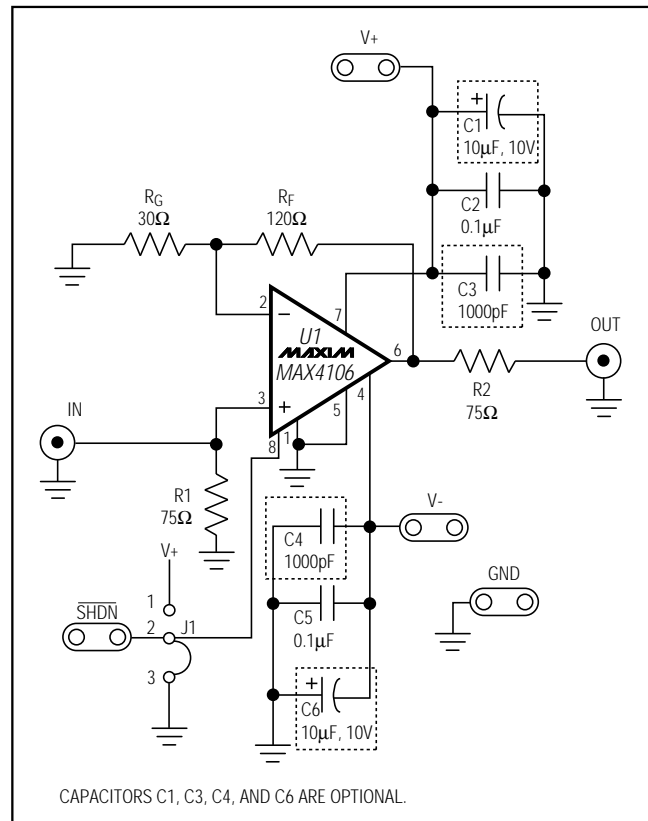 V+
+
C1
10µF, 10V
C2
0.1µF
C3
1000pF
RG
30Ω
RF
120Ω
2
−
7
U1
MAXIM
MAX4106
6
OUT
R2
75Ω
IN
3
+
8
1
5
4
R1
75Ω
V+
1
SHDN
2
J1
3
C4
1000pF
V-
C5
0.1µF
GND
+
C6
10µF, 10V
CAPACITORS C1, C3, C4, AND C6 ARE OPTIONAL.